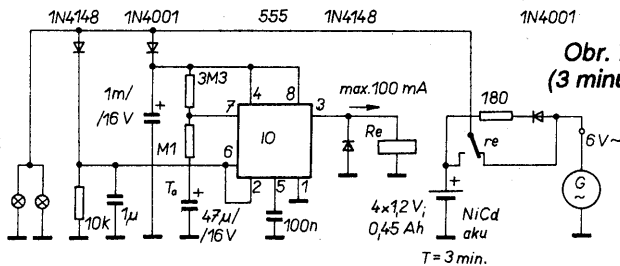 1N4148 1N4001 555 1N4148 1N4001
Obr.
(3 minu
max.100 mA
3M3
4 8
1m/
/16 V
7
3
180
IO
Re
re
6V~
M1
6
2 5 1
Tₐ
10k
1µ
47µ/
/16 V
100n
G
~
4×1,2 V;
0,45 Ah
NiCd
aku
T = 3 min.